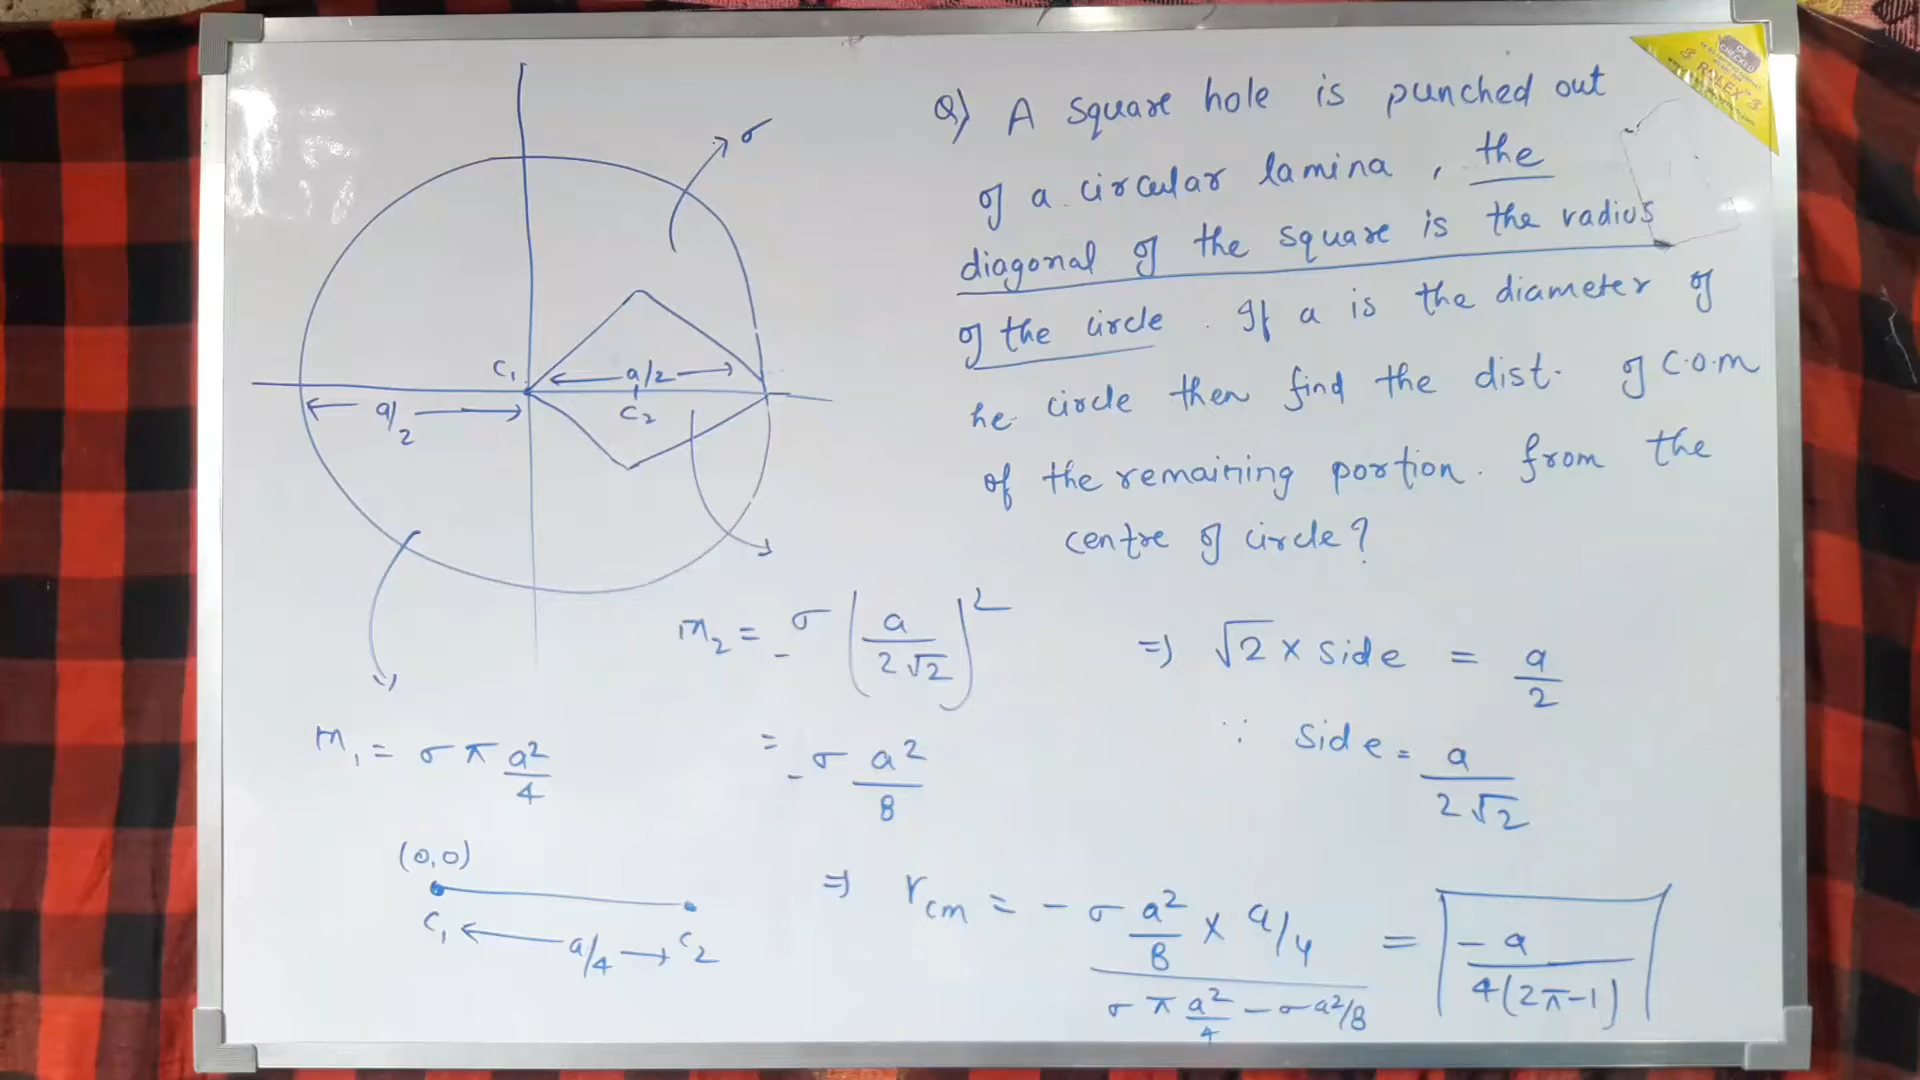 Q) A square hole is punched out
of a circular lamina, the
diagonal of the square is the radius
of the circle. If a is the diameter of
he circle then find the dist. of C.O.M
of the remaining portion. from the
centre of circle?
σ
C₁
a/2
C₂
a/2
m₂ = -σ (a/2√2)²
= -σ a²/8
⇒ √2 × side = a/2
∵ side = a/2√2
m₁ = σ π a²/4
(0,0)
C₁ a/4 C₂
⇒ r_cm = (-σ a²/8 × a/4)/(σ π a²/4 - σ a²/8) = -a/4(2π-1)
ROLEX